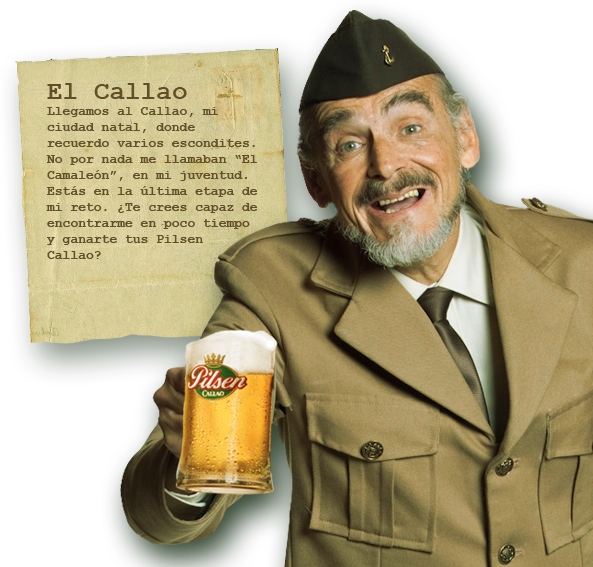 El Callao
Llegamos al Callao, mi
ciudad natal, donde
recuerdo varios escondites.
No por nada me llamaban “El
Camaleón”, en mi juventud.
Estás en la última etapa de
mi reto. ¿Te crees capaz de
encontrarme en poco tiempo
y ganarte tus Pilsen
Callao?
Pilsen
CALLAO